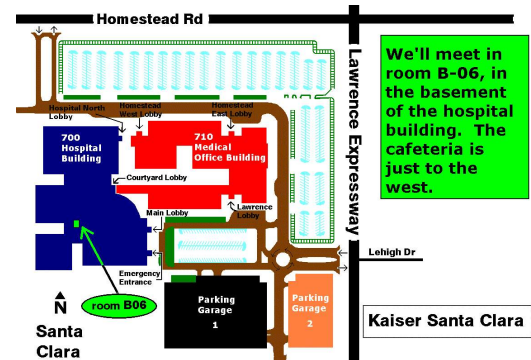 Homestead Rd
We'll meet in
room B-06, in
the basement
of the hospital
building.  The
cafeteria is
just to the
west.
Lawrence Expressway
Hospital North
Lobby
Homestead
West Lobby
Homestead
East Lobby
700
Hospital
Building
710
Medical
Office Building
Courtyard Lobby
Main Lobby
Lawrence
Lobby
Emergency
Entrance
Lehigh Dr
room B06
N
Santa
Clara
Parking
Garage
1
Parking
Garage
2
Kaiser Santa Clara